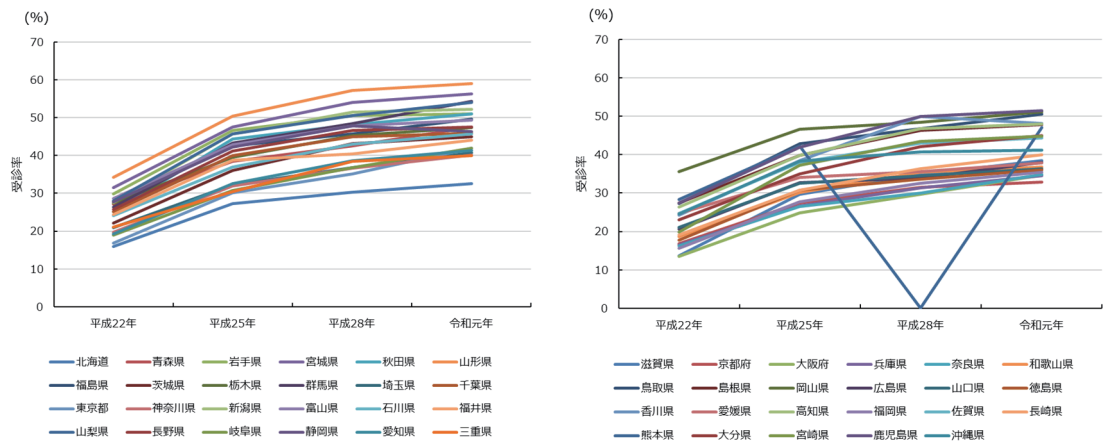 (%)
70
60
50
40
30
20
10
0
受診率
平成22年 平成25年 平成28年 令和元年
北海道 青森県 岩手県 宮城県 秋田県 山形県
福島県 茨城県 栃木県 群馬県 埼玉県 千葉県
東京都 神奈川県 新潟県 富山県 石川県 福井県
山梨県 長野県 岐阜県 静岡県 愛知県 三重県
(%)
70
60
50
40
30
20
10
0
受診率
平成22年 平成25年 平成28年 令和元年
滋賀県 京都府 大阪府 兵庫県 奈良県 和歌山県
鳥取県 島根県 岡山県 広島県 山口県 徳島県
香川県 愛媛県 高知県 福岡県 佐賀県 長崎県
熊本県 大分県 宮崎県 鹿児島県 沖縄県